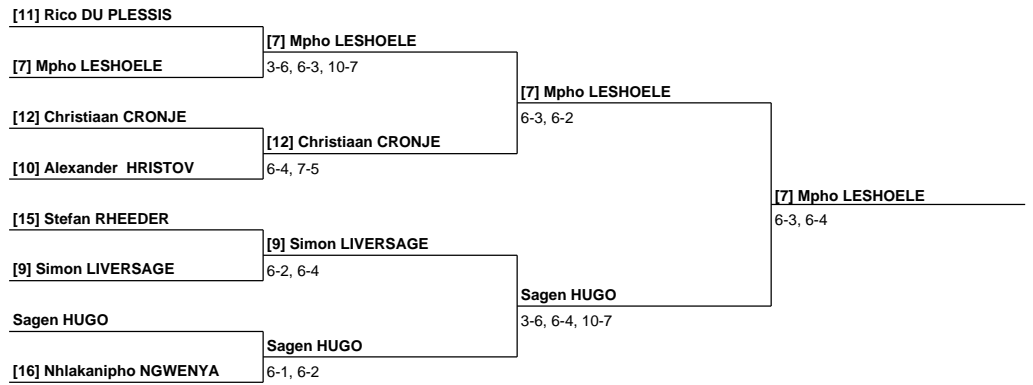 [11] Rico DU PLESSIS
[7] Mpho LESHOELE
[7] Mpho LESHOELE
3-6, 6-3, 10-7
[7] Mpho LESHOELE
6-3, 6-2
[12] Christiaan CRONJE
[12] Christiaan CRONJE
6-4, 7-5
[10] Alexander  HRISTOV
[7] Mpho LESHOELE
6-3, 6-4
[15] Stefan RHEEDER
[9] Simon LIVERSAGE
6-2, 6-4
[9] Simon LIVERSAGE
Sagen HUGO
3-6, 6-4, 10-7
Sagen HUGO
Sagen HUGO
6-1, 6-2
[16] Nhlakanipho NGWENYA